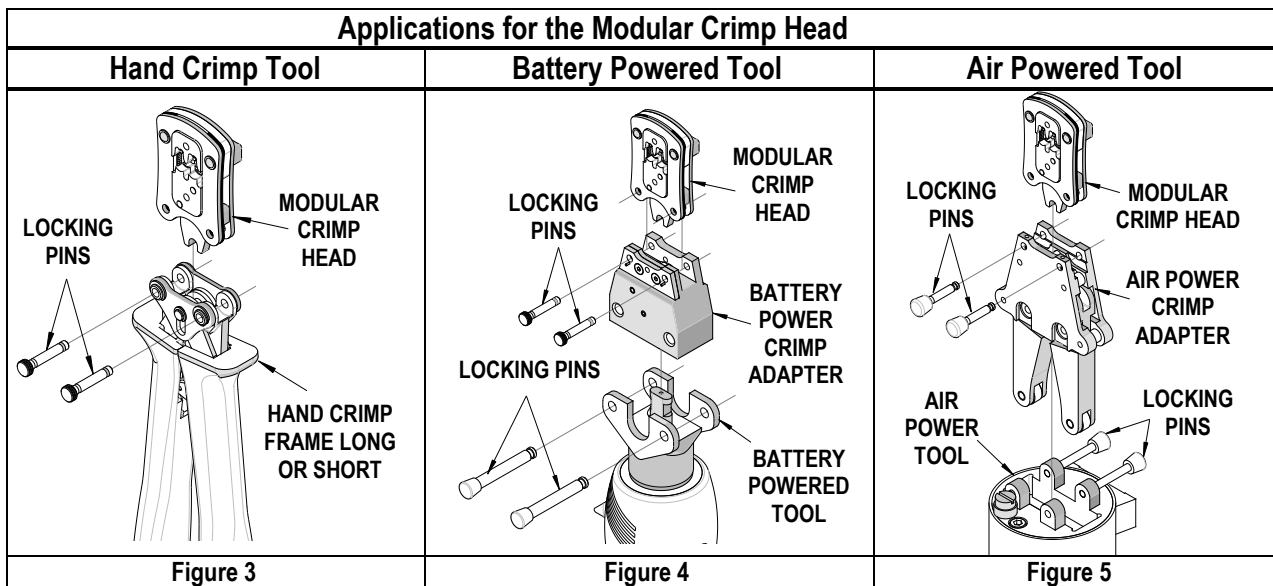 Applications for the Modular Crimp Head
Hand Crimp Tool
Battery Powered Tool
Air Powered Tool
LOCKING
PINS
MODULAR
CRIMP
HEAD
HAND CRIMP
FRAME LONG
OR SHORT
LOCKING
PINS
MODULAR
CRIMP
HEAD
BATTERY
POWER
CRIMP
ADAPTER
LOCKING PINS
BATTERY
POWERED
TOOL
LOCKING
PINS
MODULAR
CRIMP HEAD
AIR POWER
CRIMP
ADAPTER
AIR
POWER
TOOL
LOCKING
PINS
Figure 3
Figure 4
Figure 5